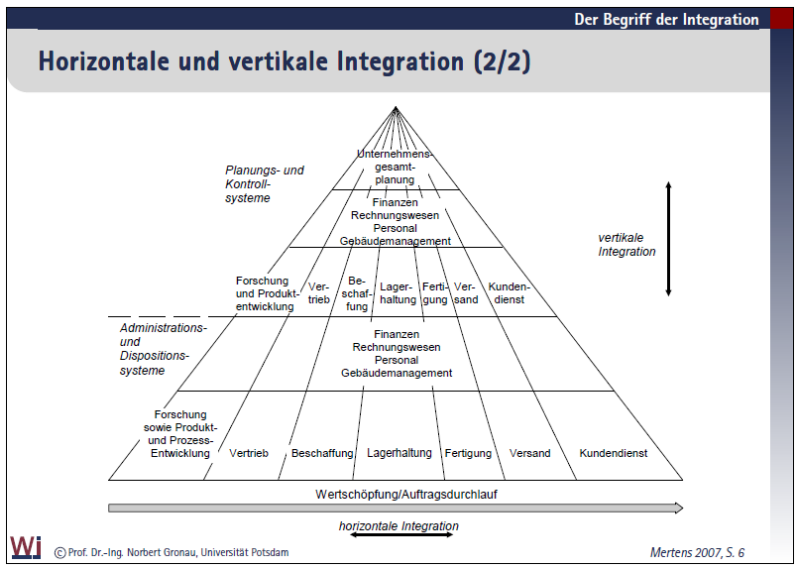 Der Begriff der Integration
Horizontale und vertikale Integration (2/2)
Planungs- und
Kontroll-
systeme
Unternehmens-
gesamt-
planung
Finanzen
Rechnungswesen
Personal
Gebäudemanagement
vertikale
Integration
Forschung
und Produkt-
entwicklung
Ver-
trieb
Be-
schaf-
fung
Lager-
haltung
Ferti-
gung
Ver-
sand
Kunden-
dienst
Administrations-
und
Dispositions-
systeme
Finanzen
Rechnungswesen
Personal
Gebäudemanagement
Forschung
sowie Produkt-
und Prozess-
Entwicklung
Vertrieb
Beschaffung
Lagerhaltung
Fertigung
Versand
Kundendienst
Wertschöpfung/Auftragsdurchlauf
horizontale Integration
Wi
© Prof. Dr.-Ing. Norbert Gronau, Universität Potsdam
Mertens 2007, S. 6